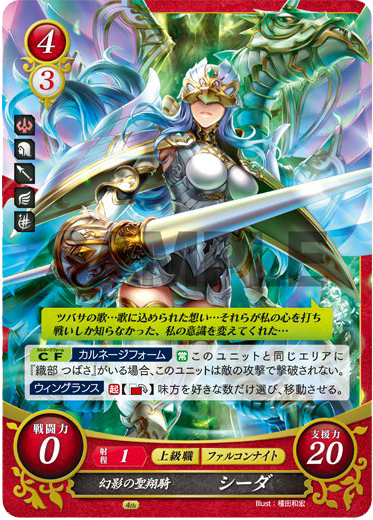 4
3
SAMPLE
ツバサの歌…歌に込められた想い…それらが私の心を打ち
戦いしか知らなかった、私の意識を変えてくれた…
CF カルネージフォーム 常 このユニットと同じエリアに
『織部 つばさ』がいる場合、このユニットは敵の攻撃で撃破されない。
ウィングランス 起【】味方を好きな数だけ選び、移動させる。
戦闘力
0
射程 1 上級職 ファルコンナイト
支援力
20
幻影の聖翔騎 シーダ
4th
Illust:種田和宏